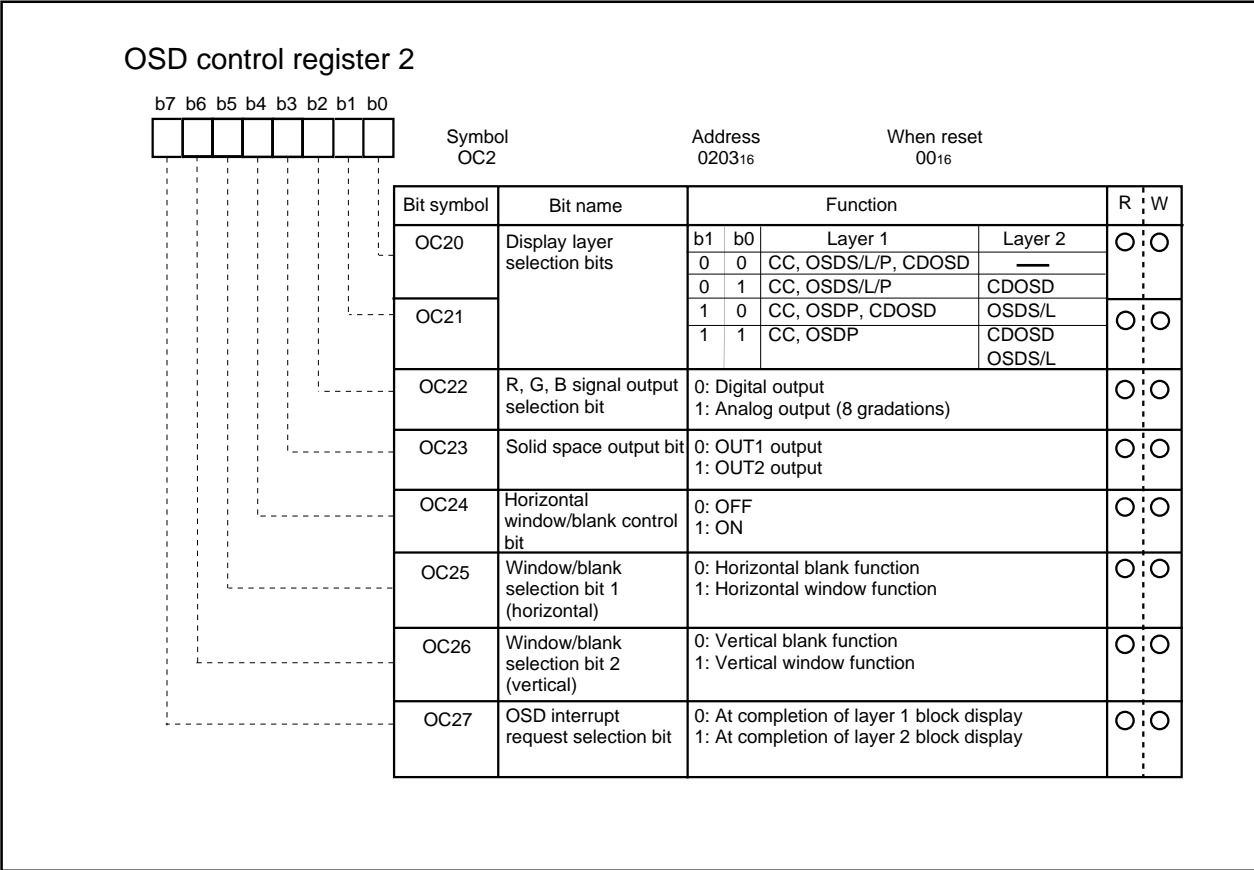 OSD control register 2
b7 b6 b5 b4 b3 b2 b1 b0
Symbol Address When reset
OC2 020316 0016
Bit symbol Bit name Function R W
OC20 Display layer selection bits
b1 b0 Layer 1 Layer 2
0 0 CC, OSDS/L/P, CDOSD —
0 1 CC, OSDS/L/P CDOSD
OC21
1 0 CC, OSDP, CDOSD OSDS/L
1 1 CC, OSDP CDOSD
OSDS/L
OC22 R, G, B signal output 0: Digital output
selection bit 1: Analog output (8 gradations)
OC23 Solid space output bit 0: OUT1 output
1: OUT2 output
OC24 Horizontal 0: OFF
window/blank control 1: ON
bit
OC25 Window/blank 0: Horizontal blank function
selection bit 1 1: Horizontal window function
(horizontal)
OC26 Window/blank 0: Vertical blank function
selection bit 2 1: Vertical window function
(vertical)
OC27 OSD interrupt 0: At completion of layer 1 block display
request selection bit 1: At completion of layer 2 block display